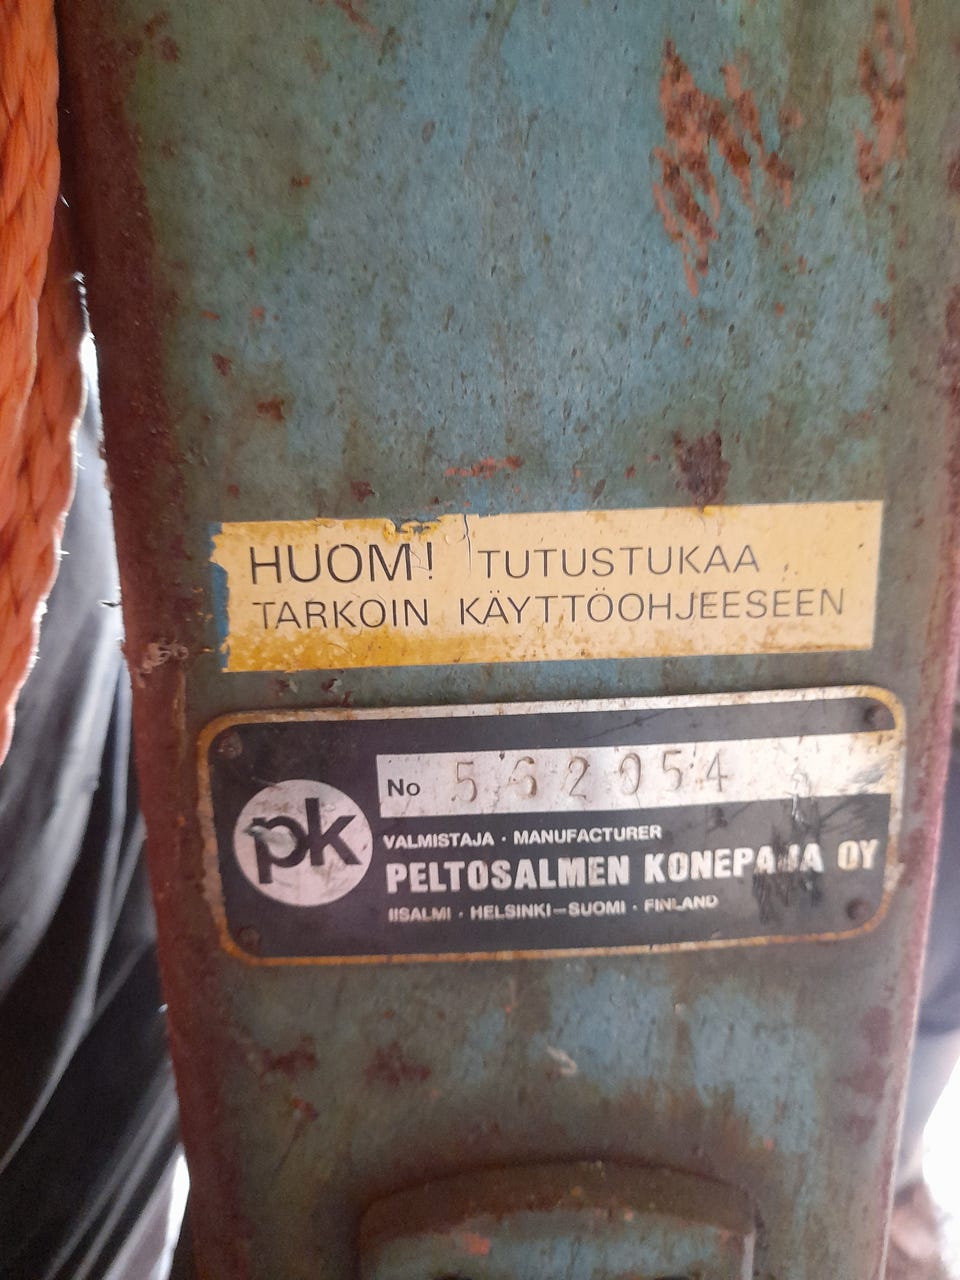 HUOM! TUTUSTUKAA
TARKOIN KÄYTTÖOHJEESEEN
No 562054
pk
VALMISTAJA · MANUFACTURER
PELTOSALMEN KONEPAJA OY
IISALMI · HELSINKI–SUOMI · FINLAND